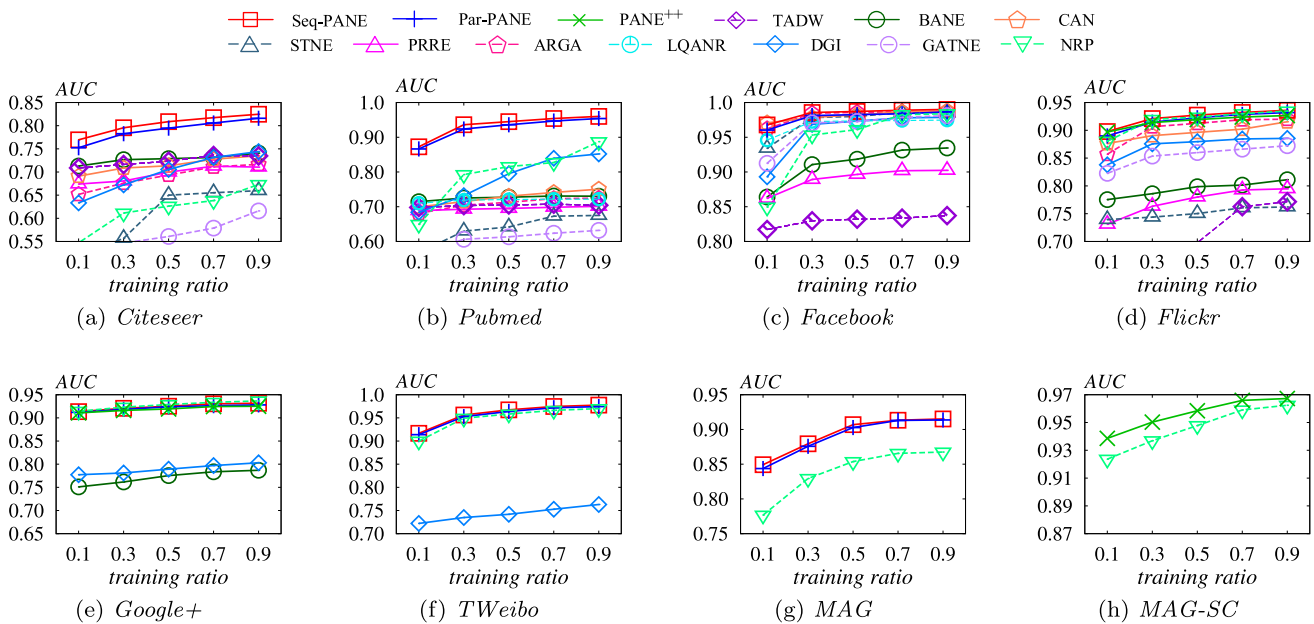 Seq-PANE Par-PANE PANE++ TADW BANE CAN
STNE PRRE ARGA LQANR DGI GATNE NRP
AUC
0.85
0.80
0.75
0.70
0.65
0.60
0.55
0.1 0.3 0.5 0.7 0.9
training ratio
(a) Citeseer
AUC
1.0
0.90
0.80
0.70
0.60
0.1 0.3 0.5 0.7 0.9
training ratio
(b) Pubmed
AUC
1.0
0.95
0.90
0.85
0.80
0.1 0.3 0.5 0.7 0.9
training ratio
(c) Facebook
AUC
0.95
0.90
0.85
0.80
0.75
0.70
0.1 0.3 0.5 0.7 0.9
training ratio
(d) Flickr
AUC
0.95
0.90
0.85
0.80
0.75
0.70
0.65
0.1 0.3 0.5 0.7 0.9
training ratio
(e) Google+
AUC
1.0
0.95
0.90
0.85
0.80
0.75
0.70
0.1 0.3 0.5 0.7 0.9
training ratio
(f) TWeibo
AUC
0.95
0.90
0.85
0.80
0.75
0.1 0.3 0.5 0.7 0.9
training ratio
(g) MAG
AUC
0.97
0.95
0.93
0.91
0.89
0.87
0.1 0.3 0.5 0.7 0.9
training ratio
(h) MAG-SC